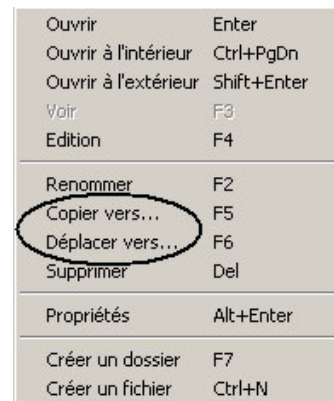 Ouvrir Enter
Ouvrir à l'intérieur Ctrl+PgDn
Ouvrir à l'extérieur Shift+Enter
Voir F3
Edition F4
Renommer F2
Copier vers... F5
Déplacer vers... F6
Supprimer Del
Propriétés Alt+Enter
Créer un dossier F7
Créer un fichier Ctrl+N